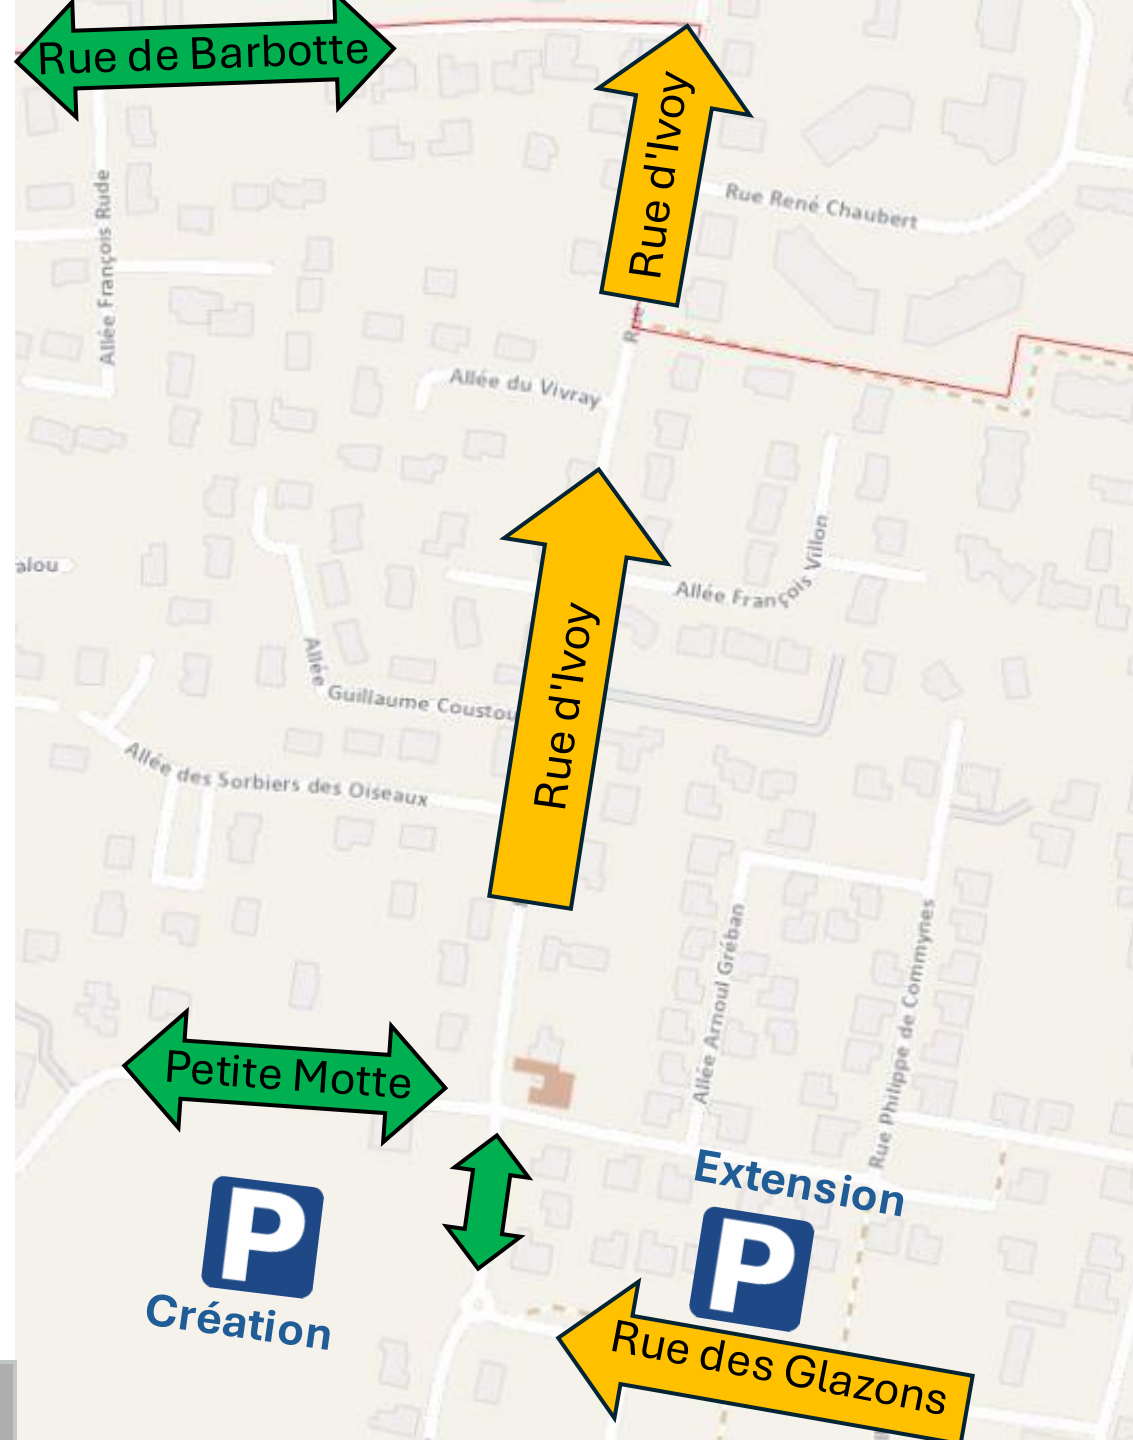 Rue de Barbotte
Rue d'Ivoy
Rue René Chaubert
Allée François Rude
Allée du Vivray
Allée François Villon
alou
Rue d'Ivoy
Allée Guillaume Coustou
Allée des Sorbiers des Oiseaux
Allée Arnoul Gréban
Rue Philippe de Commynes
Petite Motte
Extension
P
P
Création
Rue des Glazons